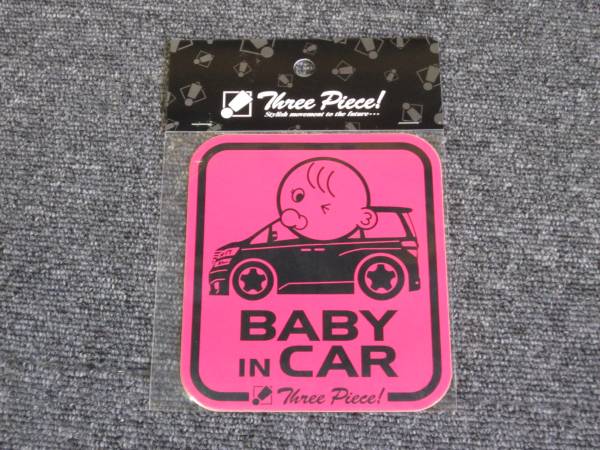 Three Piece!
Stylish movement to the future・・・
BABY
IN CAR
Three Piece!